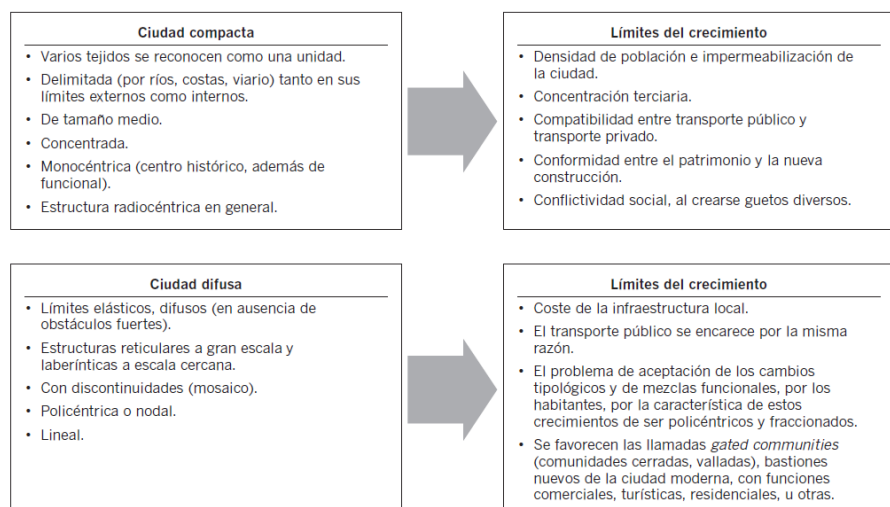 Ciudad compacta
• Varios tejidos se reconocen como una unidad.
• Delimitada (por ríos, costas, viario) tanto en sus
límites externos como internos.
• De tamaño medio.
• Concentrada.
• Monocéntrica (centro histórico, además de
funcional).
• Estructura radiocéntrica en general.
Límites del crecimiento
• Densidad de población e impermeabilización de
la ciudad.
• Concentración terciaria.
• Compatibilidad entre transporte público y
transporte privado.
• Conformidad entre el patrimonio y la nueva
construcción.
• Conflictividad social, al crearse guetos diversos.
Ciudad difusa
• Límites elásticos, difusos (en ausencia de
obstáculos fuertes).
• Estructuras reticulares a gran escala y
laberínticas a escala cercana.
• Con discontinuidades (mosaico).
• Policéntrica o nodal.
• Lineal.
Límites del crecimiento
• Coste de la infraestructura local.
• El transporte público se encarece por la misma
razón.
• El problema de aceptación de los cambios
tipológicos y de mezclas funcionales, por los
habitantes, por la característica de estos
crecimientos de ser policéntricos y fraccionados.
• Se favorecen las llamadas gated communities
(comunidades cerradas, valladas), bastiones
nuevos de la ciudad moderna, con funciones
comerciales, turísticas, residenciales, u otras.